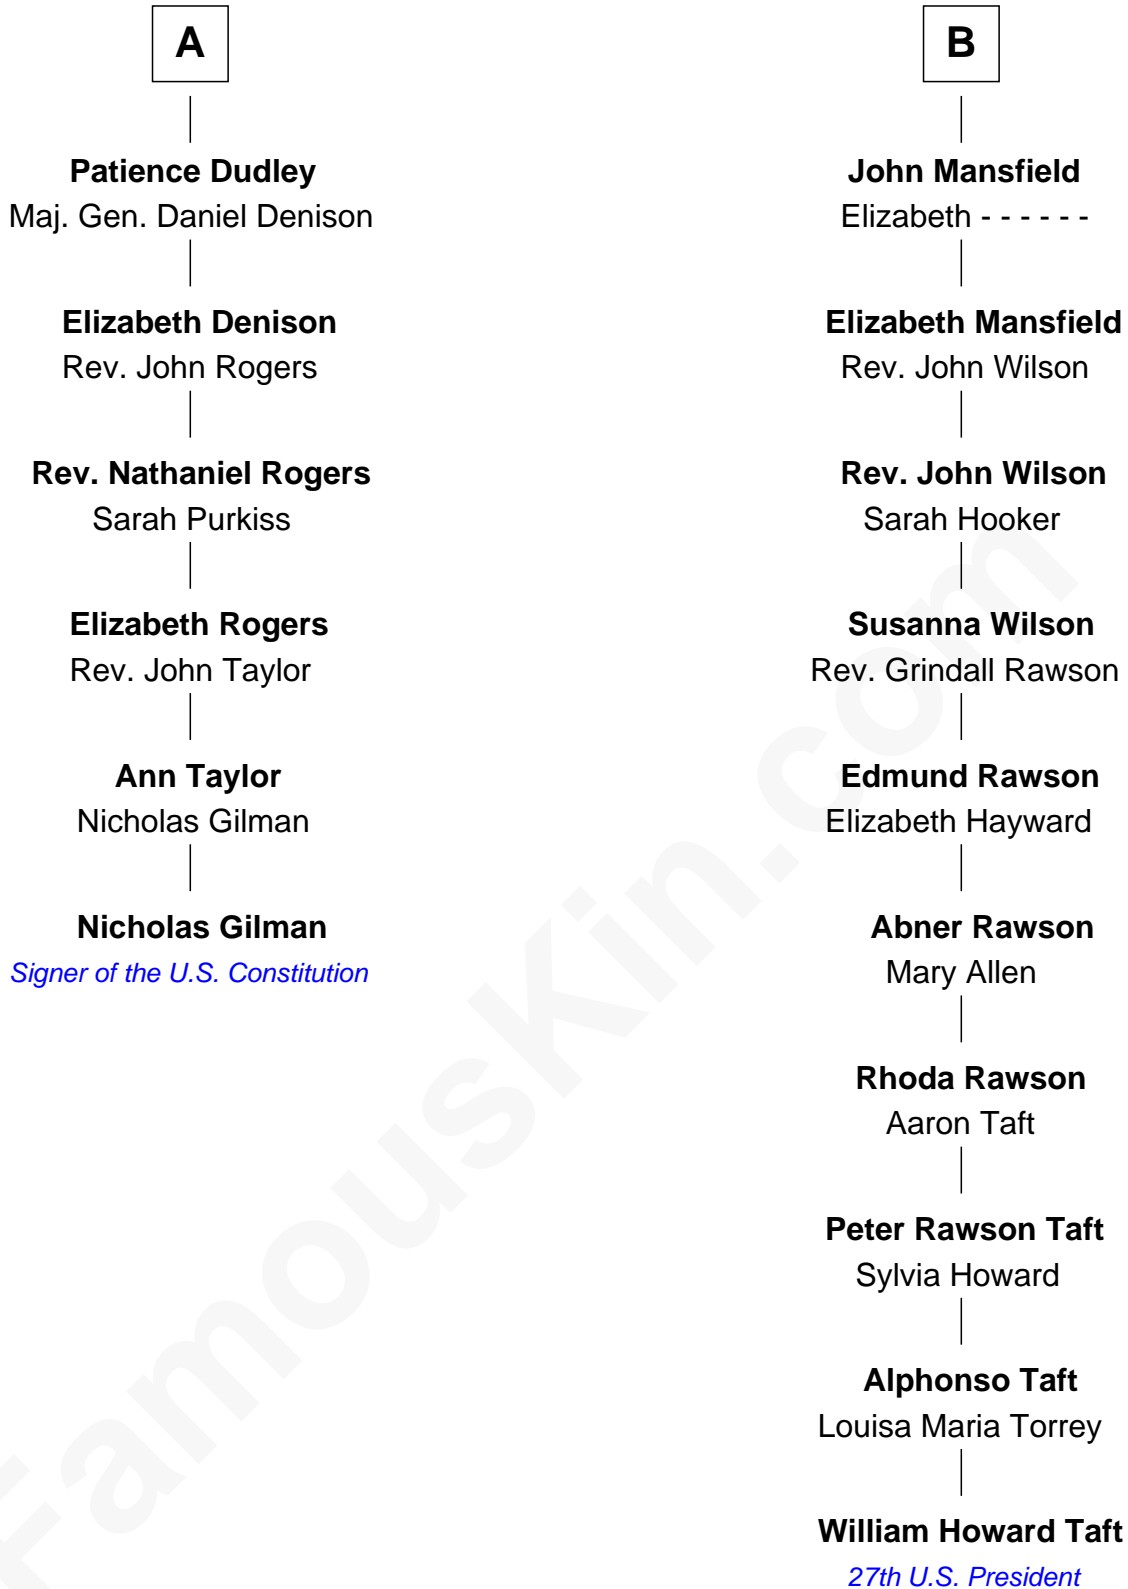 A
Patience Dudley
Maj. Gen. Daniel Denison
Elizabeth Denison
Rev. John Rogers
Rev. Nathaniel Rogers
Sarah Purkiss
Elizabeth Rogers
Rev. John Taylor
Ann Taylor
Nicholas Gilman
Nicholas Gilman
Signer of the U.S. Constitution
B
John Mansfield
Elizabeth - - - - - -
Elizabeth Mansfield
Rev. John Wilson
Rev. John Wilson
Sarah Hooker
Susanna Wilson
Rev. Grindall Rawson
Edmund Rawson
Elizabeth Hayward
Abner Rawson
Mary Allen
Rhoda Rawson
Aaron Taft
Peter Rawson Taft
Sylvia Howard
Alphonso Taft
Louisa Maria Torrey
William Howard Taft
27th U.S. President
FamousKin.com